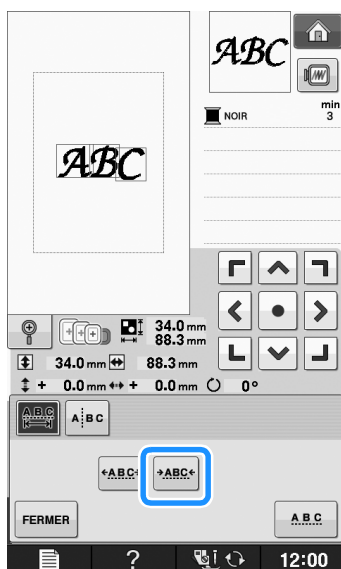 ABC
NOIR
min
3
ABC
34.0 mm
88.3 mm
34.0 mm 88.3 mm
+ 0.0 mm + 0.0 mm 0°
ABC A BC
ABC ABC
FERMER ABC
? 12:00